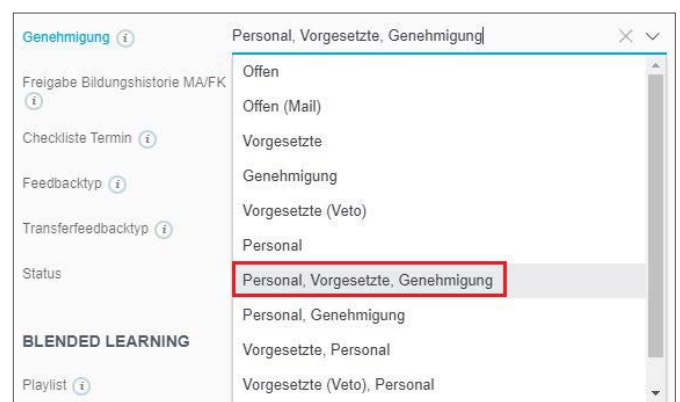 Genehmigung i
Personal, Vorgesetzte, Genehmigung
Freigabe Bildungshistorie MA/FK
i
Checkliste Termin i
Feedbacktyp i
Transferfeedbacktyp i
Status
BLENDED LEARNING
Playlist i
Offen
Offen (Mail)
Vorgesetzte
Genehmigung
Vorgesetzte (Veto)
Personal
Personal, Vorgesetzte, Genehmigung
Personal, Genehmigung
Vorgesetzte, Personal
Vorgesetzte (Veto), Personal